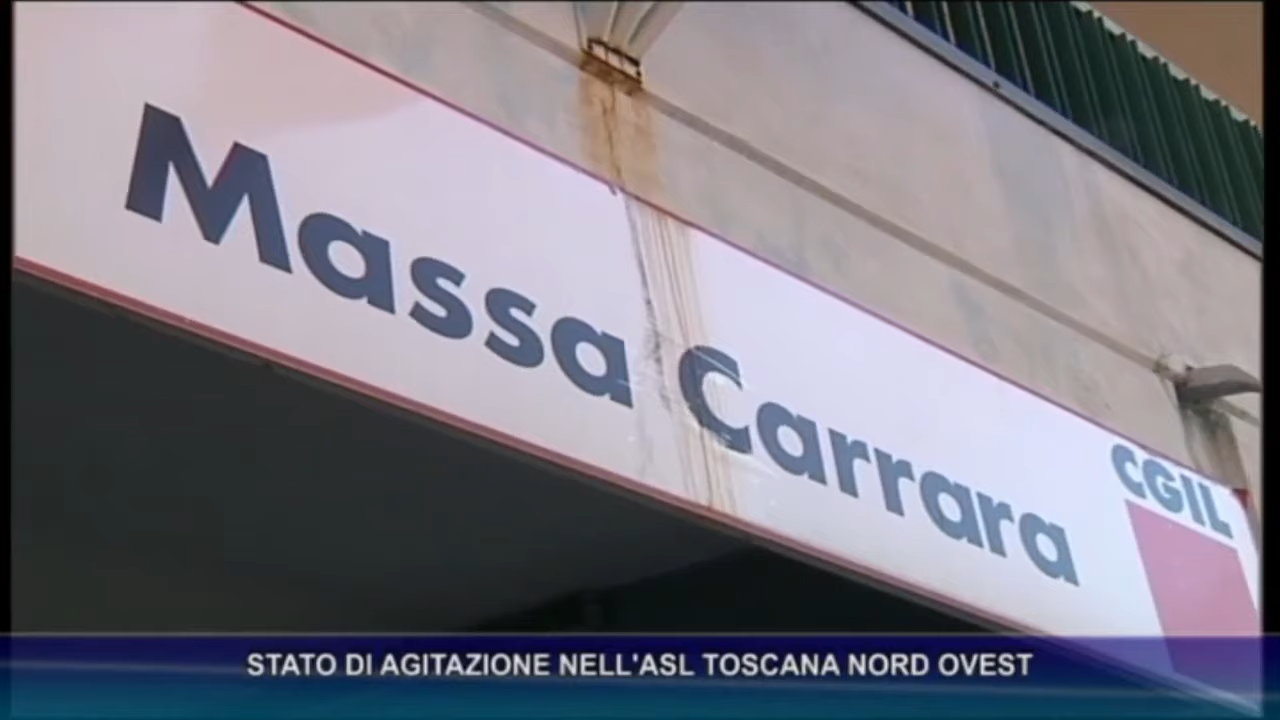 Massa Carrara
CGIL
STATO DI AGITAZIONE NELL'ASL TOSCANA NORD OVEST